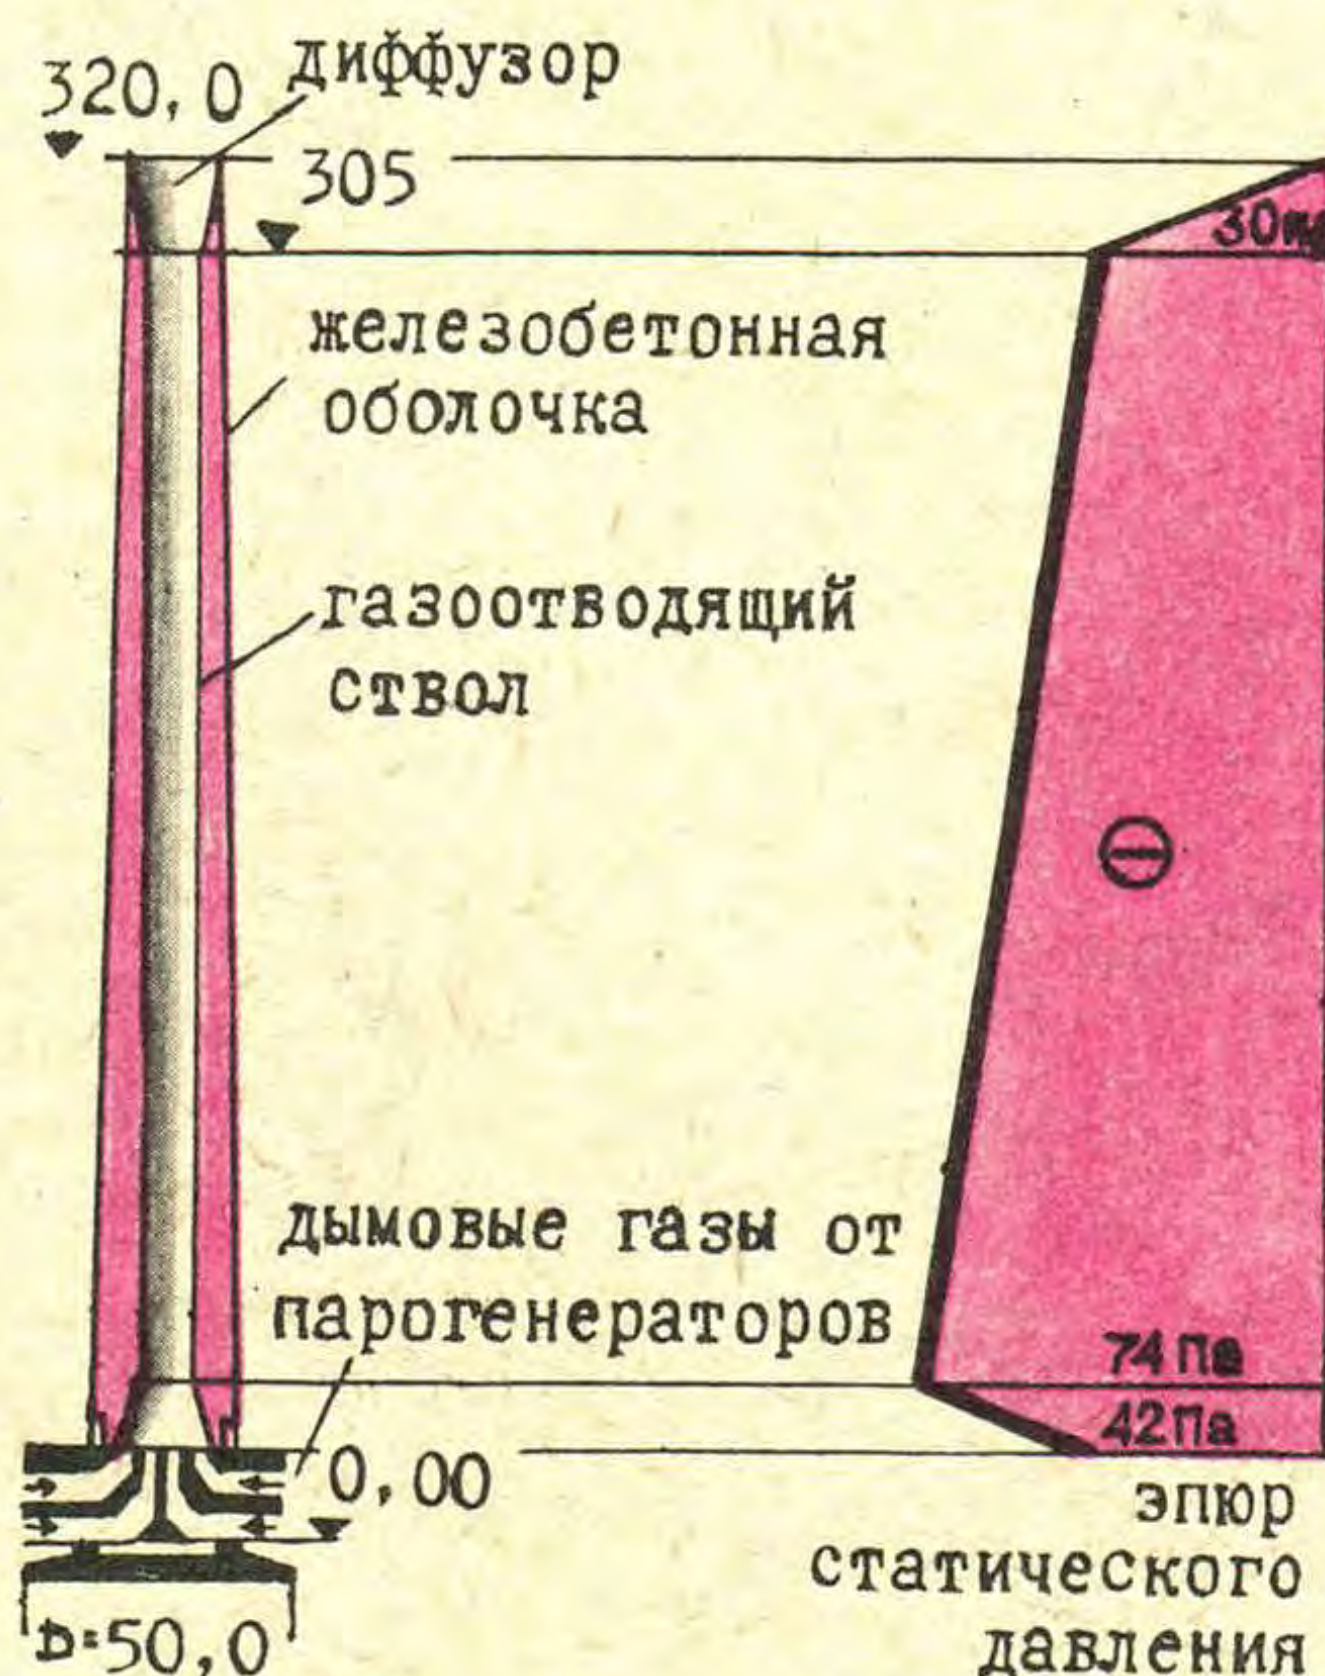 320,0 диффузор
305
железобетонная
оболочка
газоотводящий
ствол
дымовые газы от
парогенераторов
0,00
D=50,0
74 Па
42 Па
эпюр
статического
давления